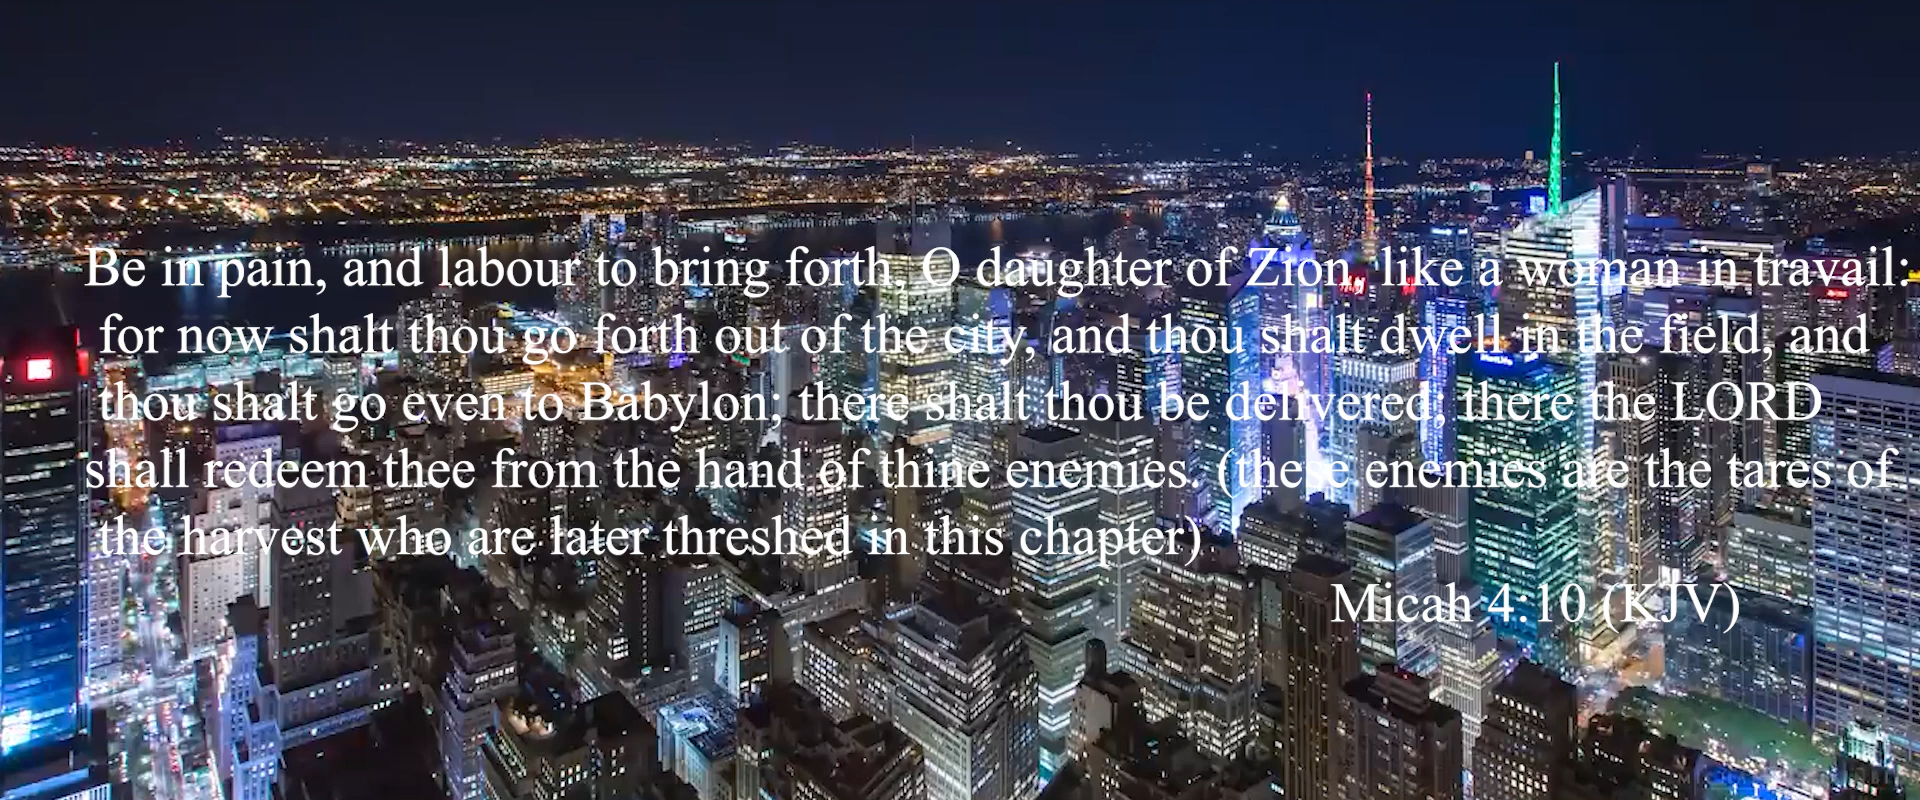 Be in pain, and labour to bring forth, O daughter of Zion, like a woman in travail:
for now shalt thou go forth out of the city, and thou shalt dwell in the field, and
thou shalt go even to Babylon; there shalt thou be delivered; there the LORD
shall redeem thee from the hand of thine enemies. (these enemies are the tares of
the harvest who are later threshed in this chapter)
Micah 4:10 (KJV)